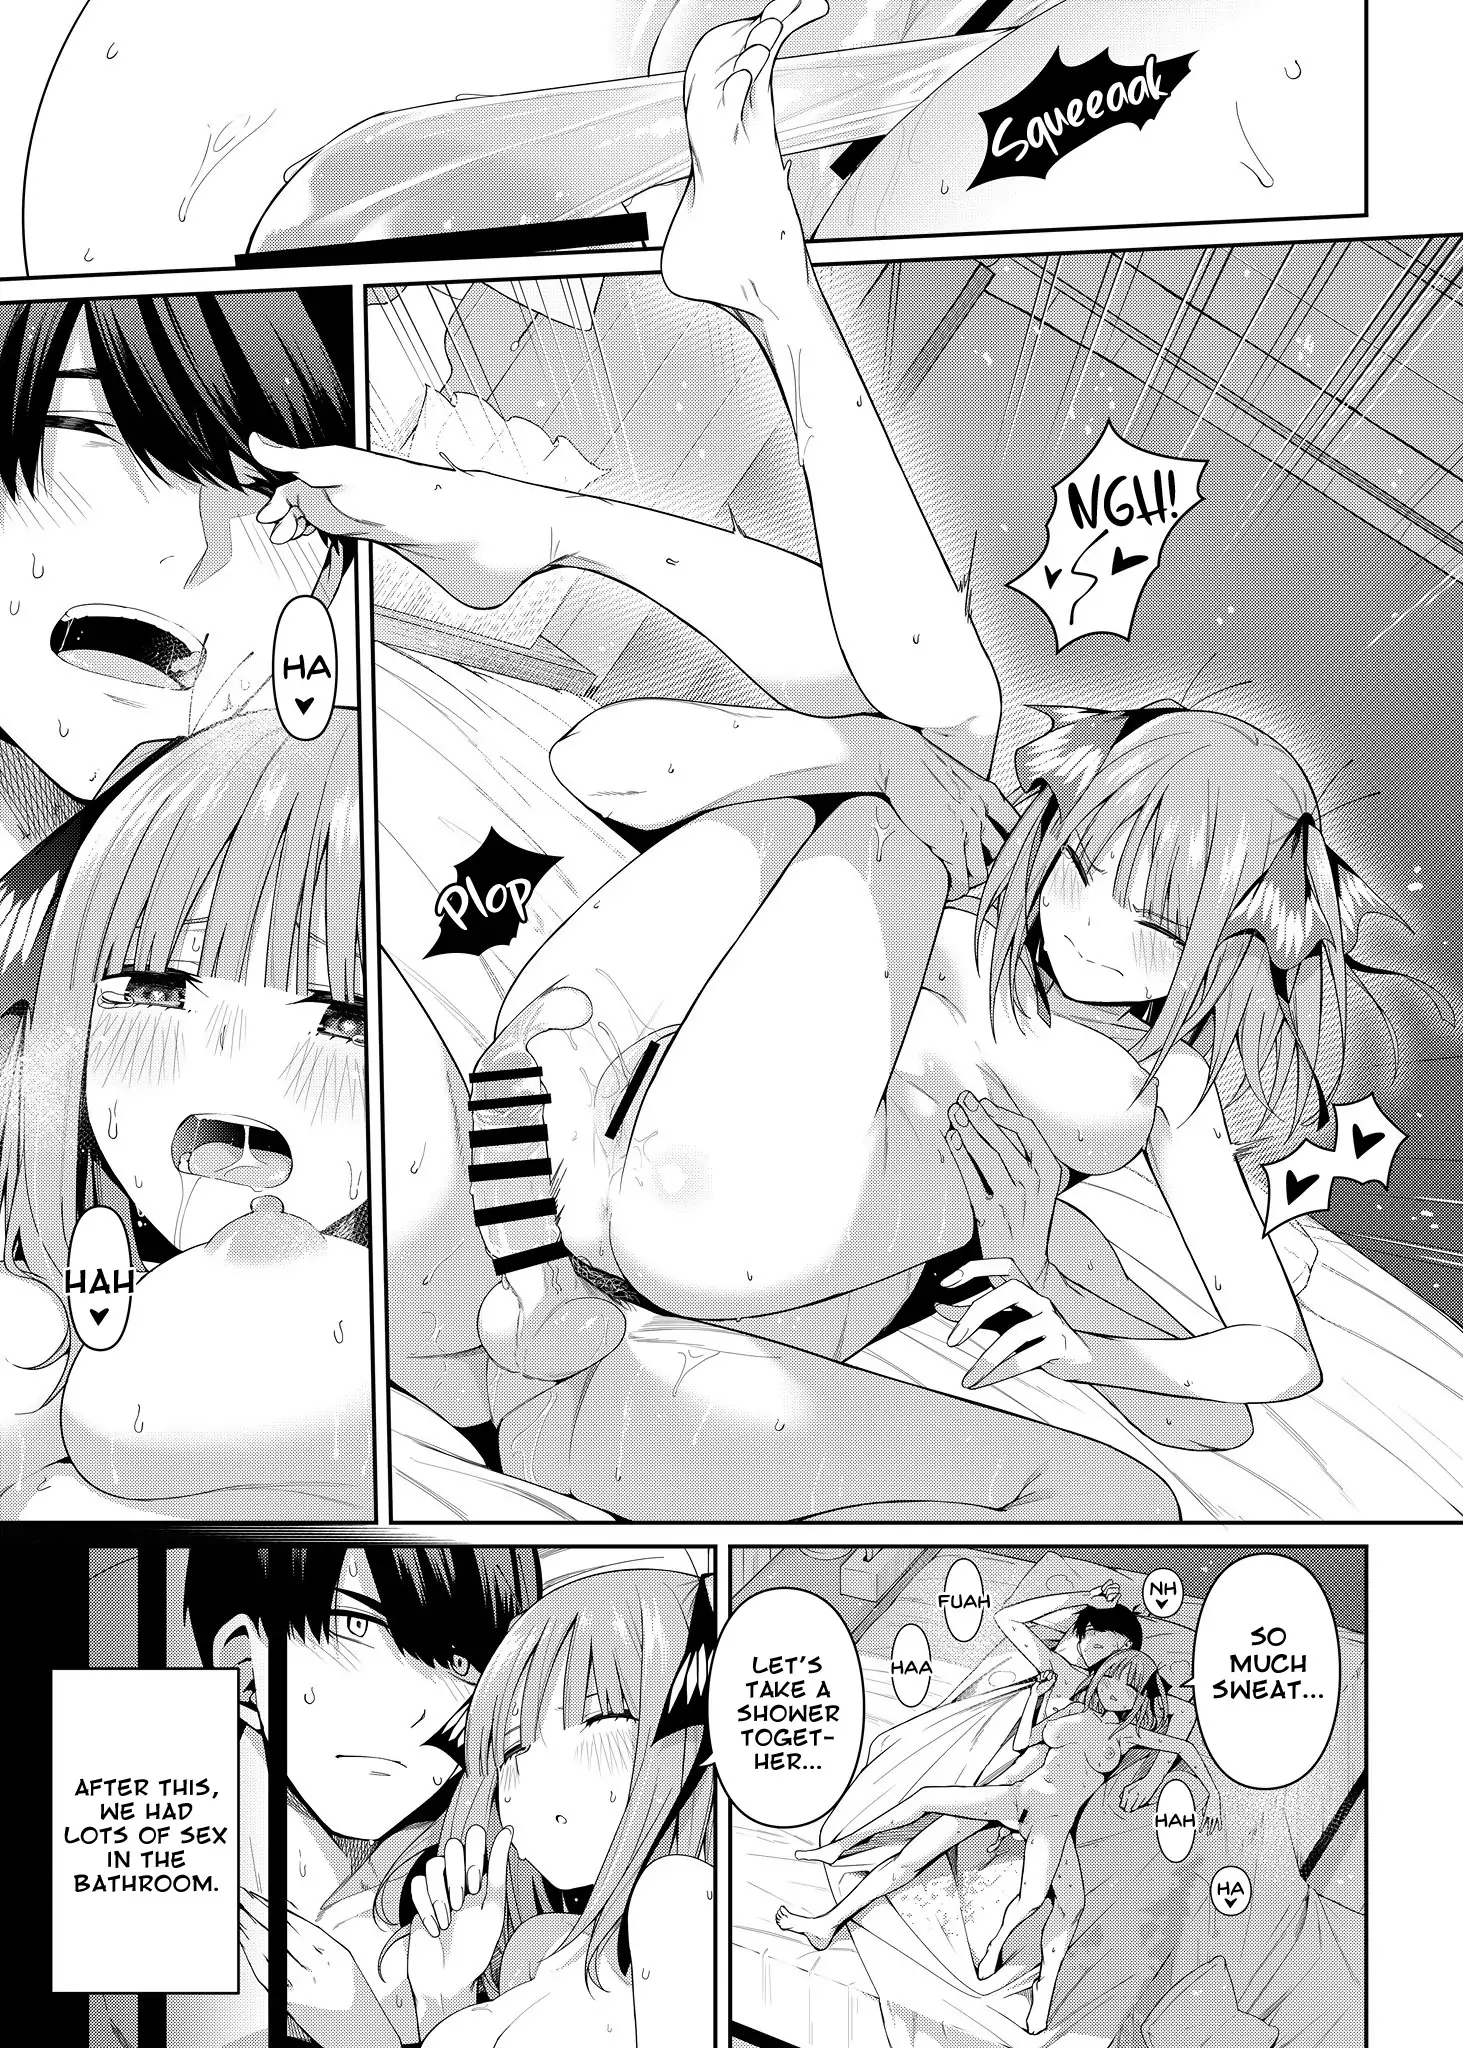 Squeeaak
NGH!
HA
HAH
Plop
SO
MUCH
SWEAT...
NH
FUAH
HAA
HAH
HA
LET'S
TAKE A
SHOWER
TOGET-
HER...
AFTER THIS,
WE HAD
LOTS OF SEX
IN THE
BATHROOM.